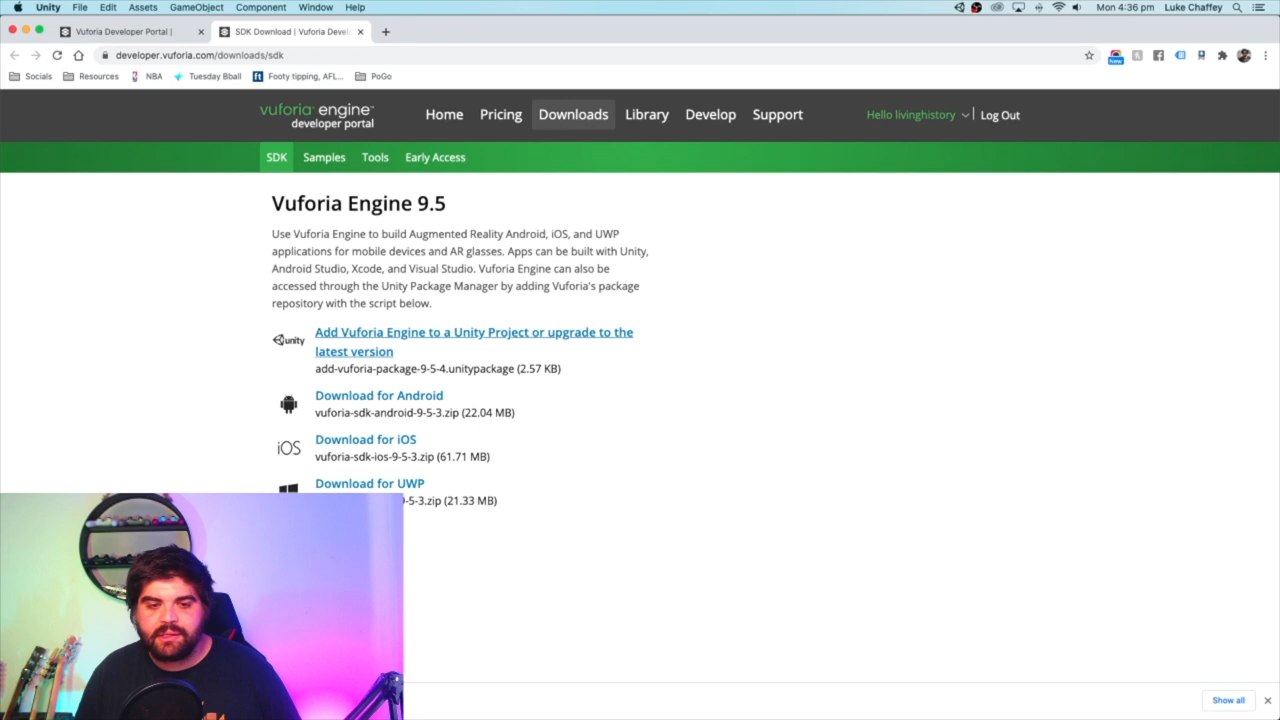 Unity File Edit Assets GameObject Component Window Help Mon 4:36 pm Luke Chaffey
Vuforia Developer Portal | SDK Download | Vuforia Devel
developer.vuforia.com/downloads/sdk
New
Socials Resources NBA Tuesday Bball Footy tipping, AFL... PoGo
vuforia engine™
developer portal
Home Pricing Downloads Library Develop Support Hello livinghistory | Log Out
SDK Samples Tools Early Access
Vuforia Engine 9.5
Use Vuforia Engine to build Augmented Reality Android, iOS, and UWP
applications for mobile devices and AR glasses. Apps can be built with Unity,
Android Studio, Xcode, and Visual Studio. Vuforia Engine can also be
accessed through the Unity Package Manager by adding Vuforia's package
repository with the script below.
unity
Add Vuforia Engine to a Unity Project or upgrade to the
latest version
add-vuforia-package-9-5-4.unitypackage (2.57 KB)
Download for Android
vuforia-sdk-android-9-5-3.zip (22.04 MB)
iOS
Download for iOS
vuforia-sdk-ios-9-5-3.zip (61.71 MB)
Download for UWP
-5-3.zip (21.33 MB)
Show all